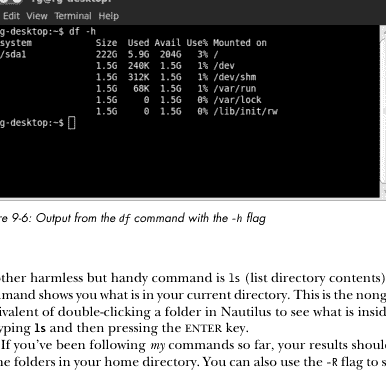 Edit View Terminal Help
g-desktop:~$ df -h
system Size Used Avail Use% Mounted on
/sda1 222G 5.9G 204G 3% /
1.5G 240K 1.5G 1% /dev
1.5G 312K 1.5G 1% /dev/shm
1.5G 68K 1.5G 1% /var/run
1.5G 0 1.5G 0% /var/lock
1.5G 0 1.5G 0% /lib/init/rw
g-desktop:~$
e 9-6: Output from the df command with the -h flag
other harmless but handy command is ls (list directory contents)
mand shows you what is in your current directory. This is the nong
ivalent of double-clicking a folder in Nautilus to see what is insid
yping ls and then pressing the ENTER key.
If you've been following my commands so far, your results shoul
e folders in your home directory. You can also use the -R flag to s